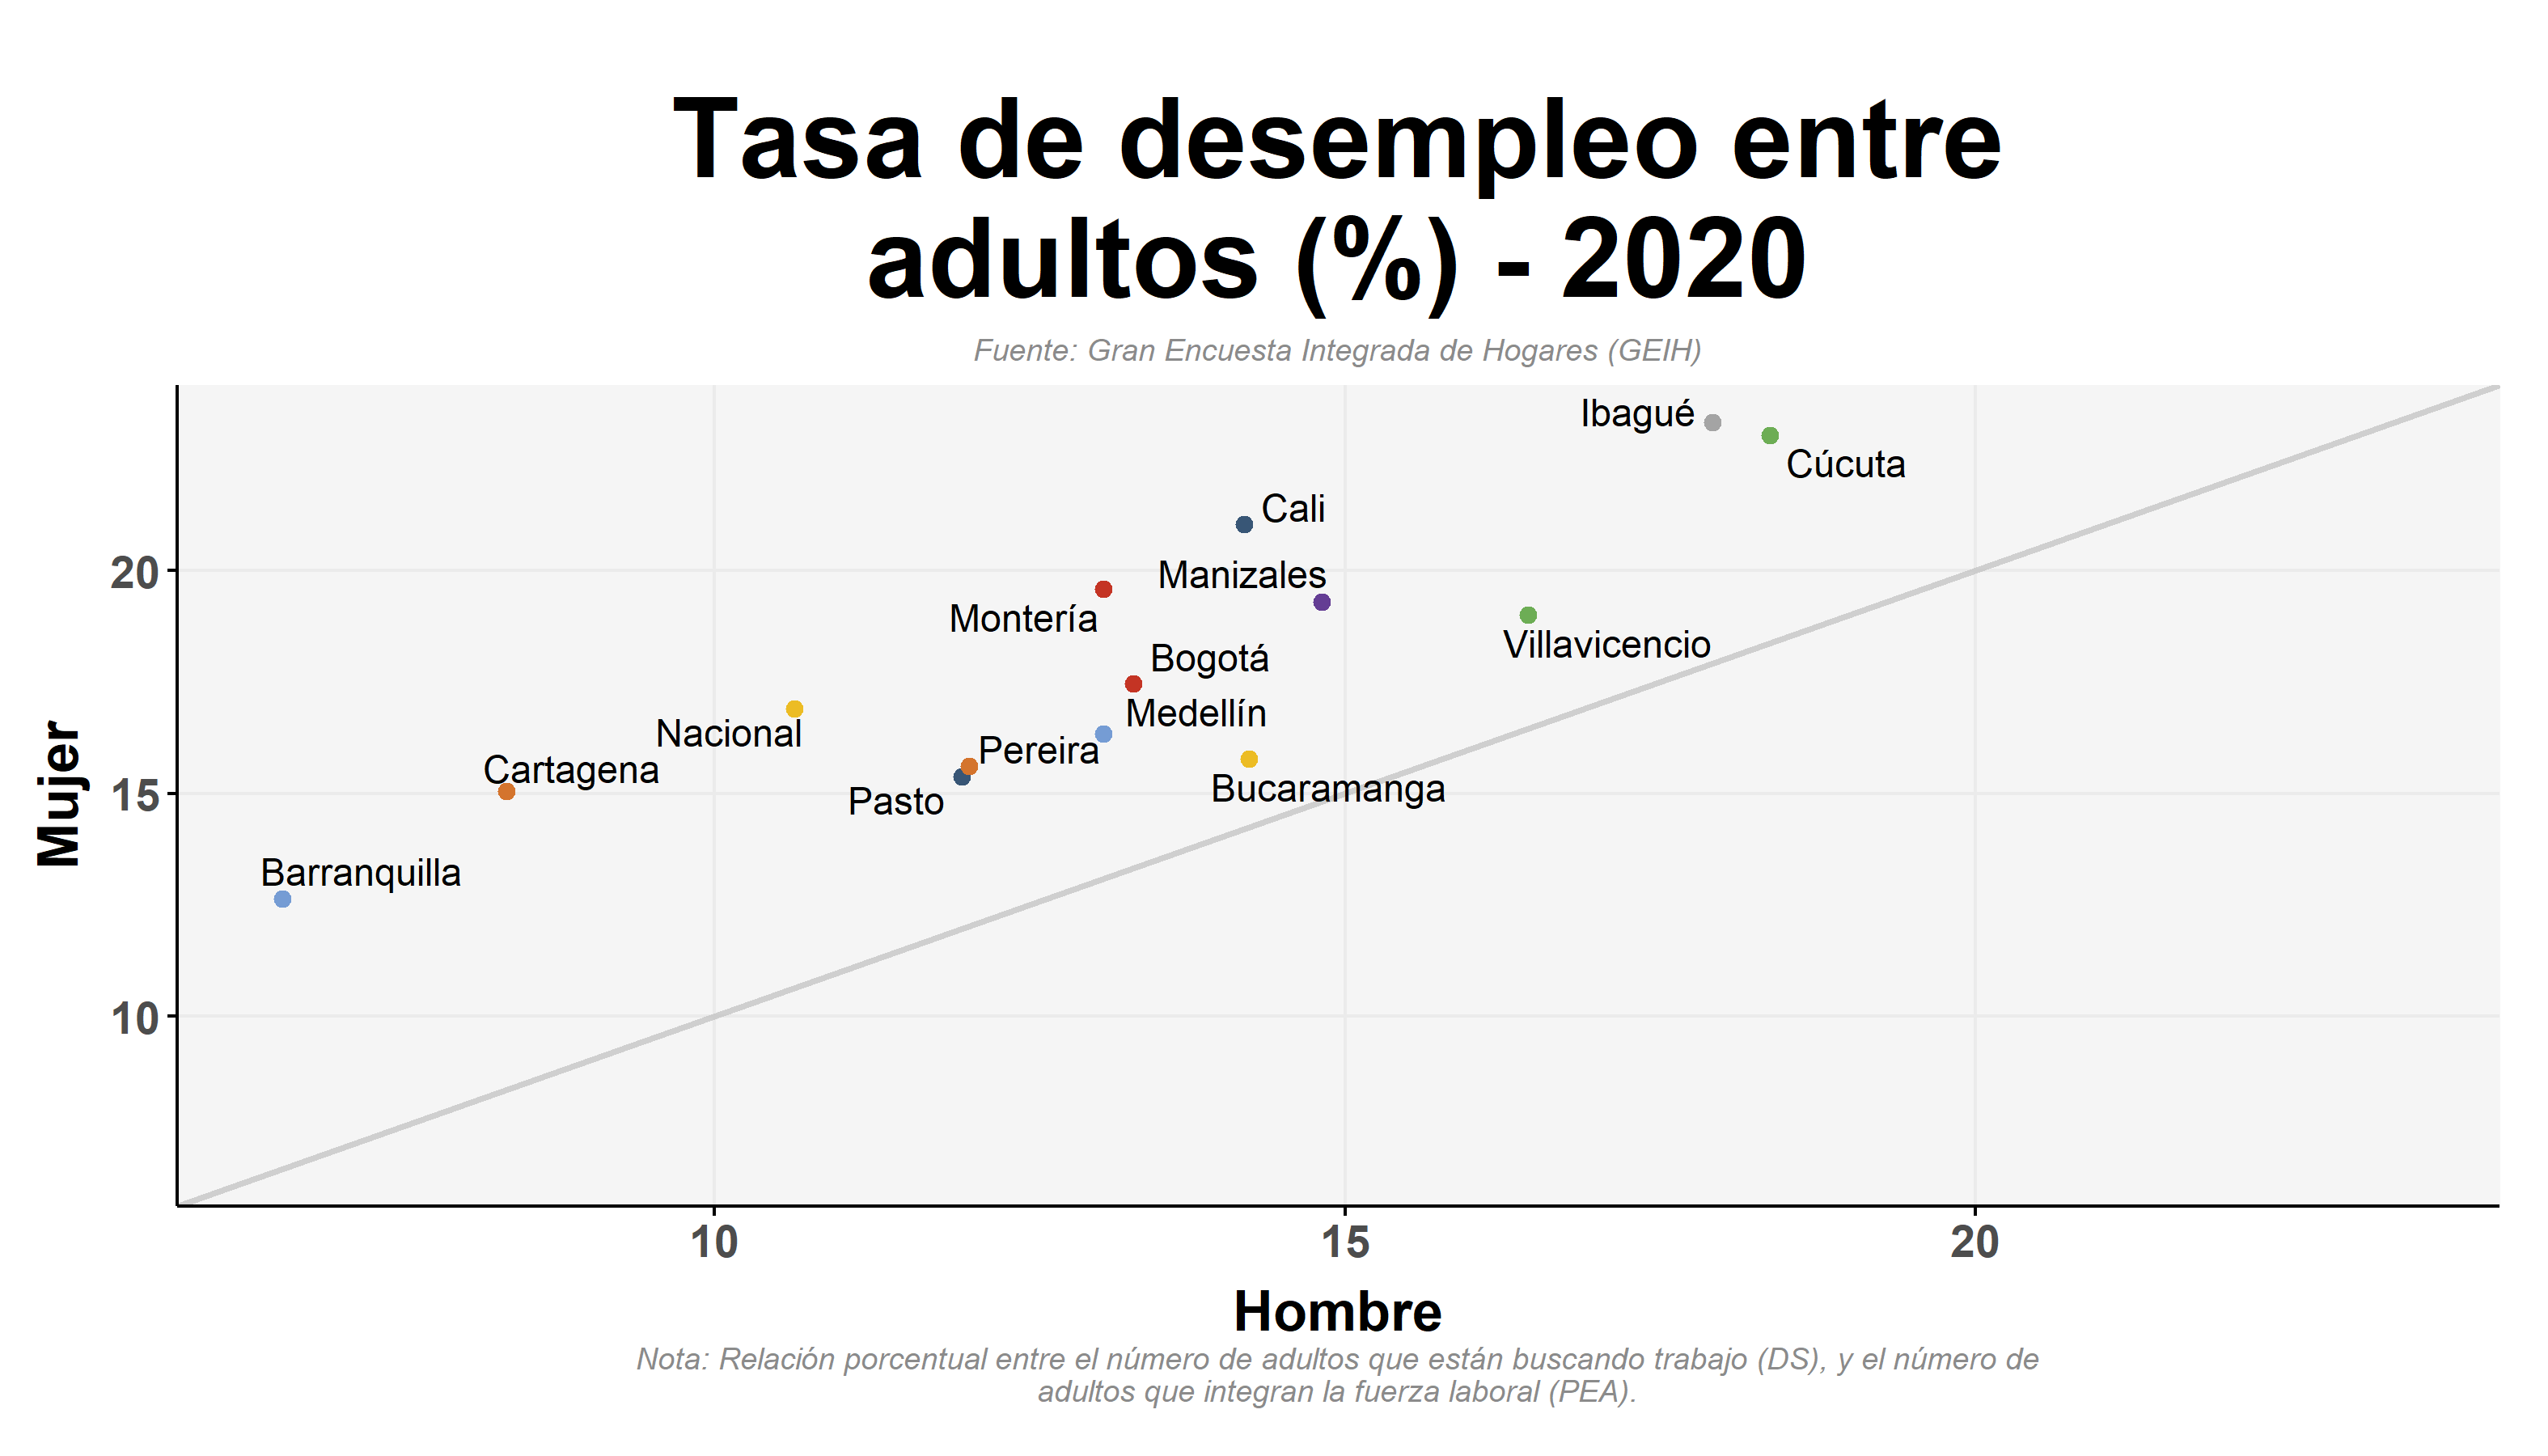 Tasa de desempleo entre
adultos (%) - 2020
Fuente: Gran Encuesta Integrada de Hogares (GEIH)
Ibagué
Cúcuta
Cali
20
Manizales
Montería
Villavicencio
Bogotá
Medellín
Nacional
Pereira
Cartagena
Bucaramanga
15
Pasto
Mujer
Barranquilla
10
10
15
20
Hombre
Nota: Relación porcentual entre el número de adultos que están buscando trabajo (DS), y el número de
adultos que integran la fuerza laboral (PEA).